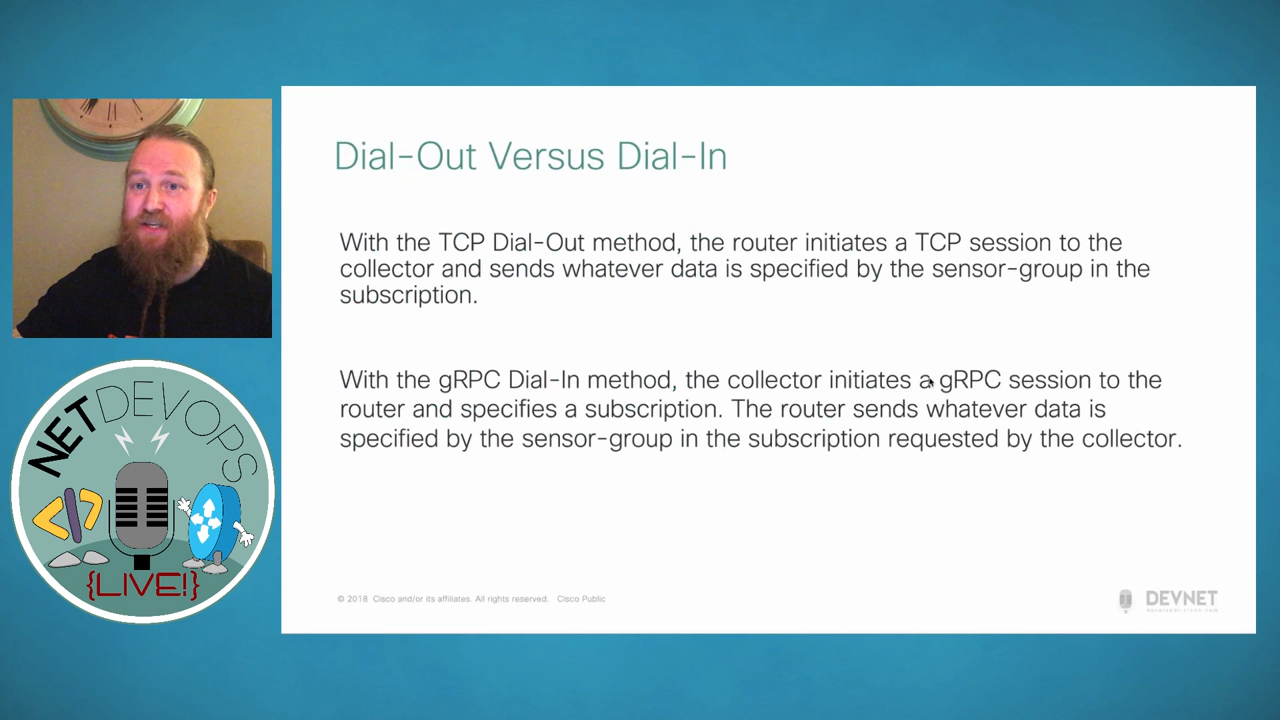 Dial-Out Versus Dial-In
With the TCP Dial-Out method, the router initiates a TCP session to the
collector and sends whatever data is specified by the sensor-group in the
subscription.
With the gRPC Dial-In method, the collector initiates a gRPC session to the
router and specifies a subscription. The router sends whatever data is
specified by the sensor-group in the subscription requested by the collector.
NETDEVOPS
{LIVE!}
© 2018 Cisco and/or its affiliates. All rights reserved. Cisco Public
DEVNET
developer.cisco.com